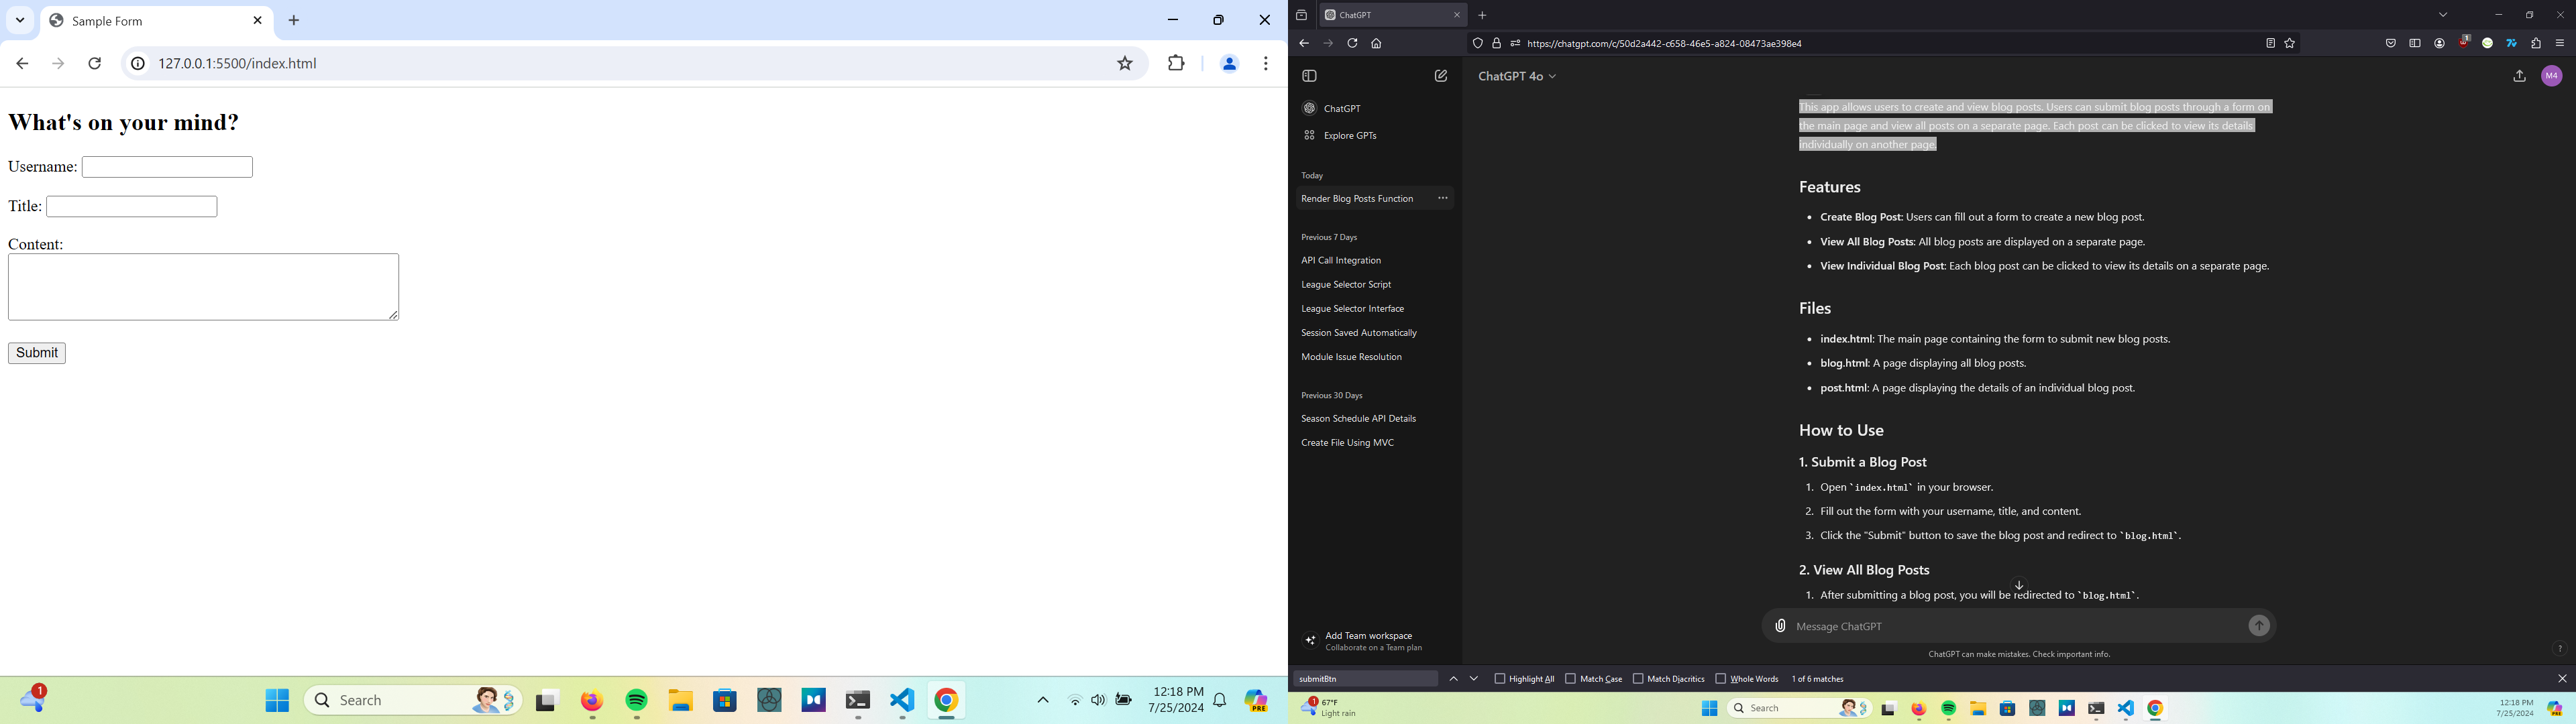 Sample Form
127.0.0.1:5500/index.html
What's on your mind?
Username:
Title:
Content:
Submit
1
Search
12:18 PM
7/25/2024
PRE
ChatGPT
https://chatgpt.com/c/50d2a442-c658-46e5-a824-08473ae398e4
1
ChatGPT
Explore GPTs
Today
Render Blog Posts Function
Previous 7 Days
API Call Integration
League Selector Script
League Selector Interface
Session Saved Automatically
Module Issue Resolution
Previous 30 Days
Season Schedule API Details
Create File Using MVC
Add Team workspace
Collaborate on a Team plan
ChatGPT 4o
M4
This app allows users to create and view blog posts. Users can submit blog posts through a form on
the main page and view all posts on a separate page. Each post can be clicked to view its details
individually on another page.
Features
• Create Blog Post: Users can fill out a form to create a new blog post.
• View All Blog Posts: All blog posts are displayed on a separate page.
• View Individual Blog Post: Each blog post can be clicked to view its details on a separate page.
Files
• index.html: The main page containing the form to submit new blog posts.
• blog.html: A page displaying all blog posts.
• post.html: A page displaying the details of an individual blog post.
How to Use
1. Submit a Blog Post
1. Open `index.html` in your browser.
2. Fill out the form with your username, title, and content.
3. Click the "Submit" button to save the blog post and redirect to `blog.html`.
2. View All Blog Posts
1. After submitting a blog post, you will be redirected to `blog.html`.
Message ChatGPT
ChatGPT can make mistakes. Check important info.
?
submitBtn
Highlight All
Match Case
Match Diacritics
Whole Words
1 of 6 matches
1
67°F
Light rain
Search
12:18 PM
7/25/2024
PRE